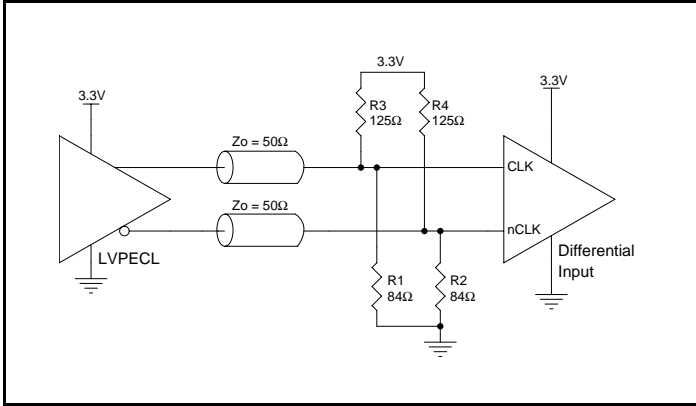 3.3V
3.3V
3.3V
R3
125Ω
R4
125Ω
Zo = 50Ω
CLK
Zo = 50Ω
nCLK
LVPECL
Differential
Input
R1
84Ω
R2
84Ω